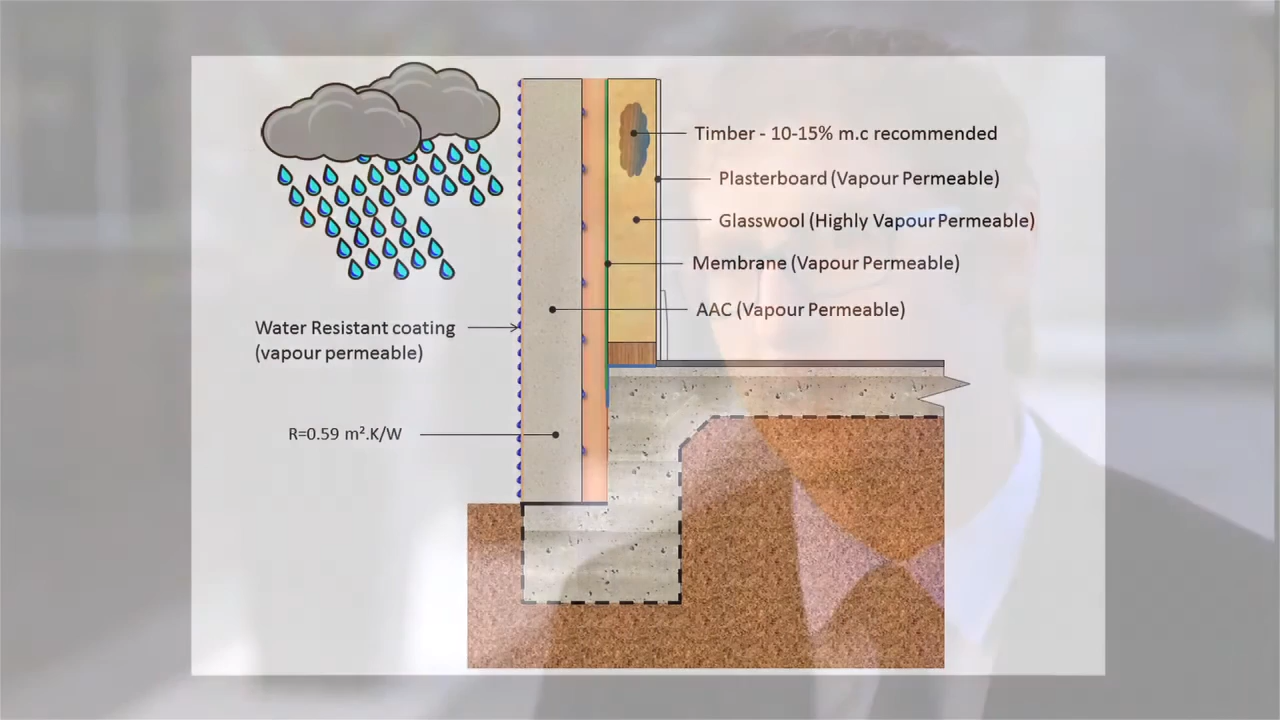 Timber - 10-15% m.c recommended
Plasterboard (Vapour Permeable)
Glasswool (Highly Vapour Permeable)
Membrane (Vapour Permeable)
AAC (Vapour Permeable)
Water Resistant coating
(vapour permeable)
R=0.59 m².K/W